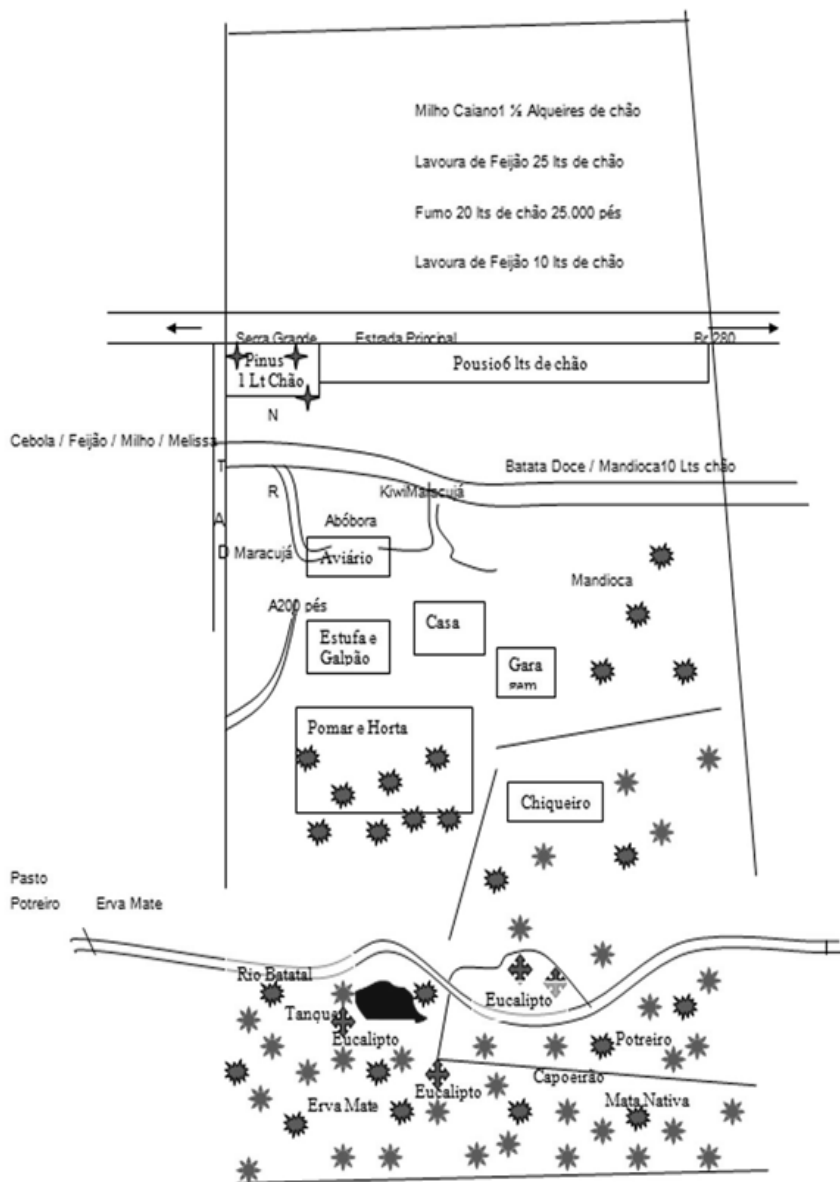 Milho Caiano1 ½ Alqueires de chão
Lavoura de Feijão 25 lts de chão
Fumo 20 lts de chão 25.000 pés
Lavoura de Feijão 10 lts de chão
Serra Grande Estrada Principal Br 280
Pinus
1 Lt Chão
Pousio6 lts de chão
N
Cebola / Feijão / Milho / Melissa
T
Batata Doce / Mandioca10 Lts chão
R
KiwiMaracujá
A
Abóbora
D Maracujá
Aviário
Mandioca
A200 pés
Casa
Estufa e
Galpão
Gara
gem
Pomar e Horta
Chiqueiro
Pasto
Potreiro Erva Mate
Rio Batatal
Eucalipto
Tanque
Eucalipto
Potreiro
Capoeirão
Eucalipto
Erva Mate
Mata Nativa